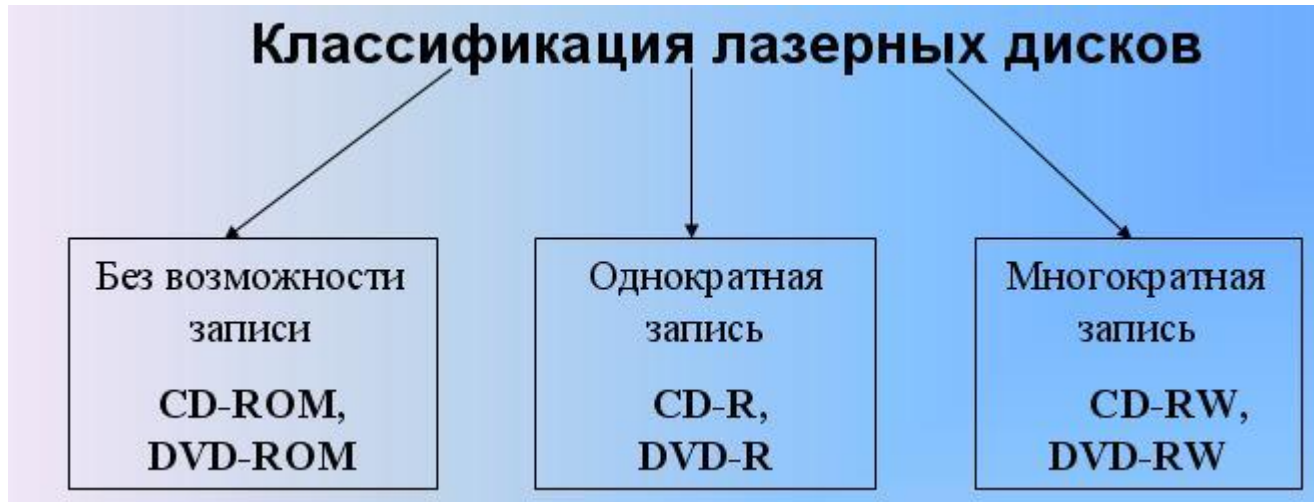 Классификация лазерных дисков
Без возможности
записи
CD-ROM,
DVD-ROM
Однократная
запись
CD-R,
DVD-R
Многократная
запись
CD-RW,
DVD-RW